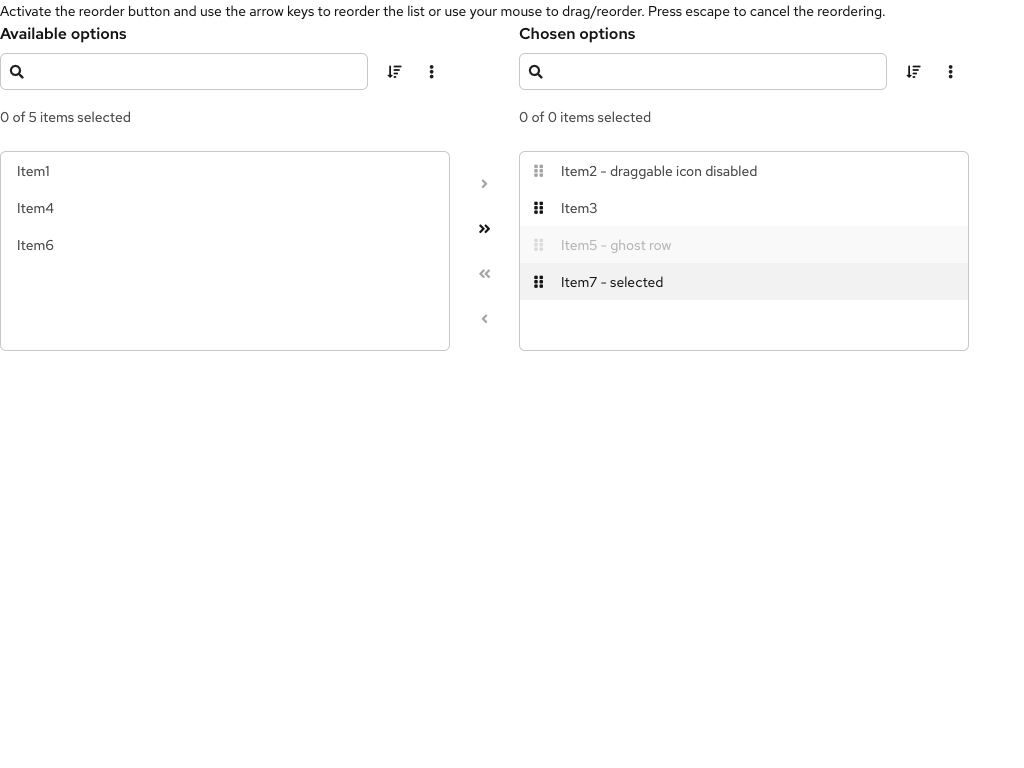 Activate the reorder button and use the arrow keys to reorder the list or use your mouse to drag/reorder. Press escape to cancel the reordering.
Available options
0 of 5 items selected
Item1
Item4
Item6
Chosen options
0 of 0 items selected
Item2 - draggable icon disabled
Item3
Item5 - ghost row
Item7 - selected